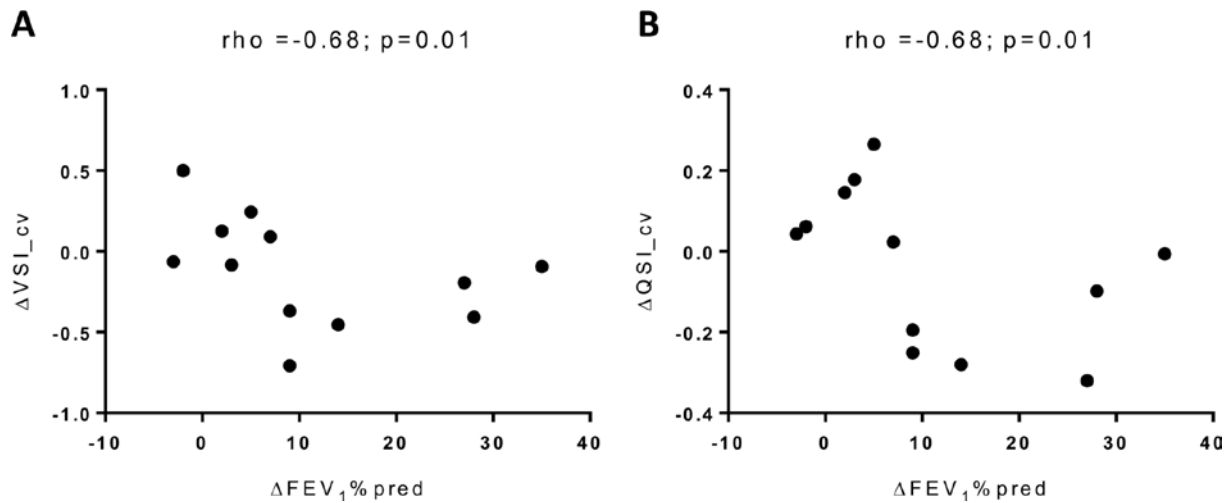 A
rho =-0.68; p=0.01
1.0
0.5
0.0
-0.5
-1.0
ΔVSI_cv
-10 0 10 20 30 40
ΔFEV₁% pred
B
rho =-0.68; p=0.01
0.4
0.2
0.0
-0.2
-0.4
ΔQSI_cv
-10 0 10 20 30 40
ΔFEV₁% pred